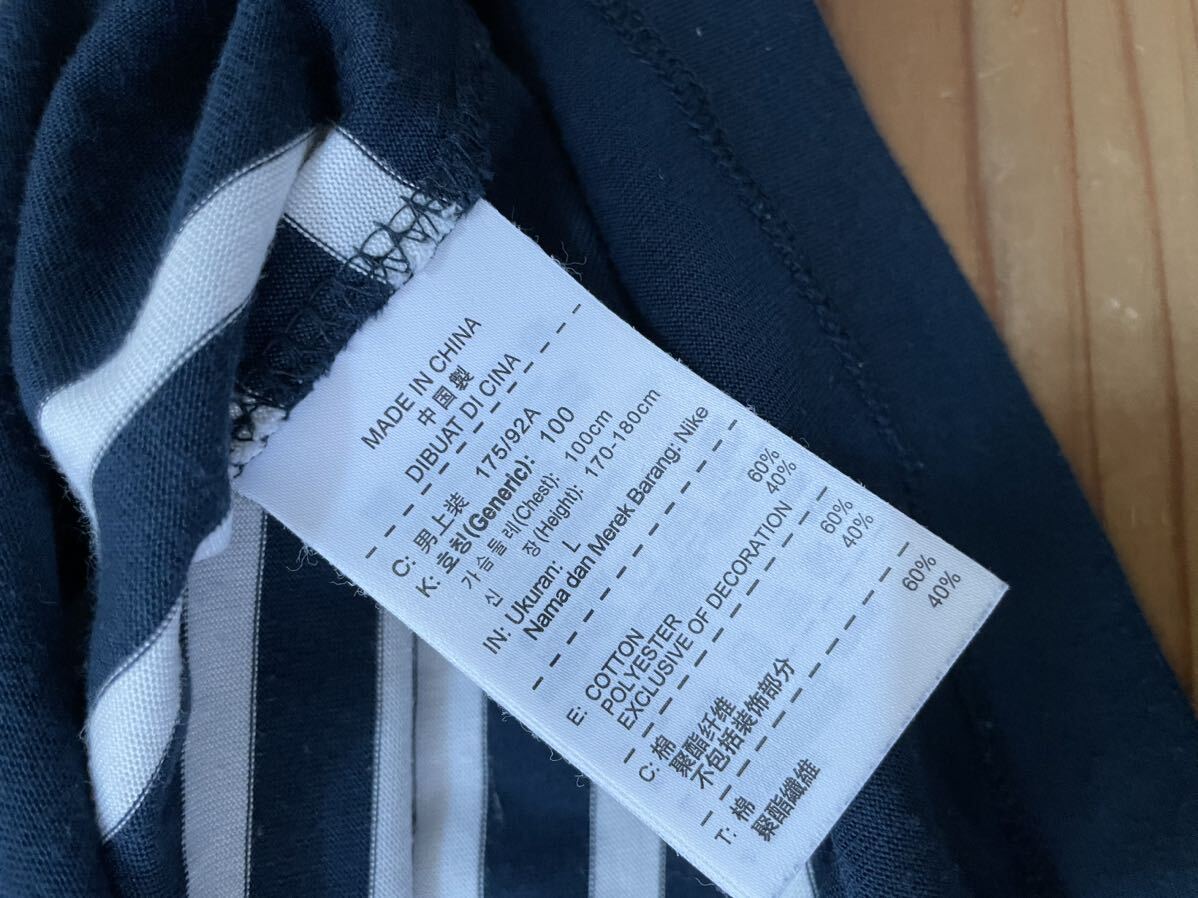 MADE IN CHINA
中国製
DIBUAT DI CINA
C: 男上装 175/92A
K: 호칭(Generic): 100
가슴둘레(Chest): 100cm
신 장(Height): 170-180cm
IN: Ukuran: L
Nama dan Merek Barang: Nike
E: COTTON 60%
POLYESTER 40%
EXCLUSIVE OF DECORATION
C: 棉 60%
聚酯纤维 40%
不包括装饰部分
T: 棉 60%
聚酯纖維 40%